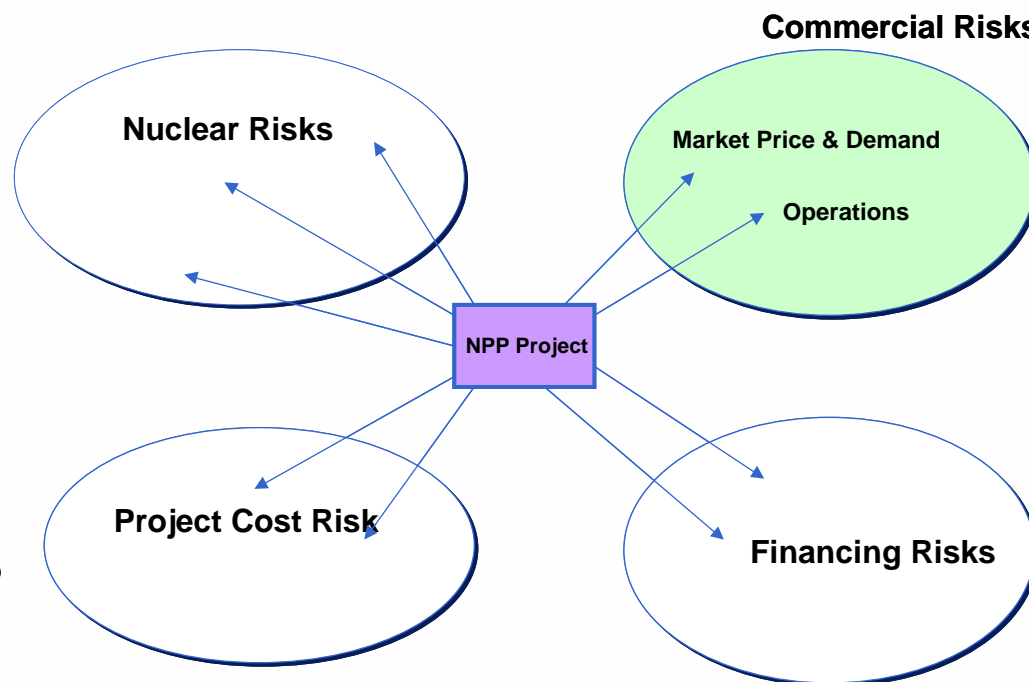 Commercial Risks
Nuclear Risks
Market Price & Demand
Operations
NPP Project
Project Cost Risk
Financing Risks